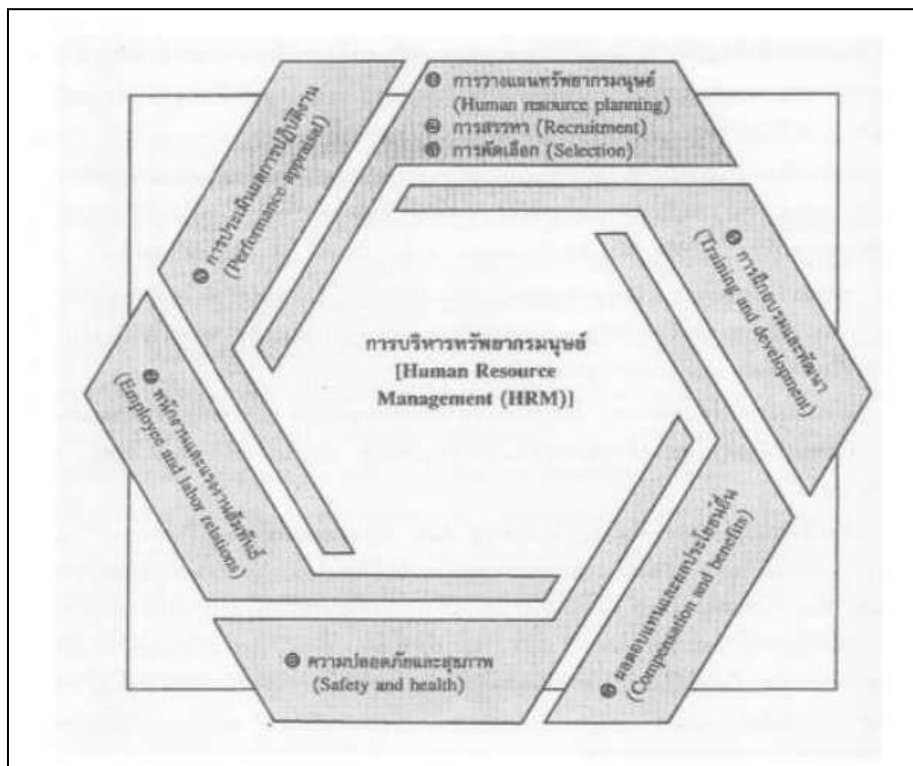 การวางแผนทรัพยากรมนุษย์
(Human resource planning)
การสรรหา (Recruitment)
การคัดเลือก (Selection)
การฝึกอบรมและพัฒนา
(Training and development)
ผลตอบแทนและผลประโยชน์อื่น
(Compensation and benefits)
ความปลอดภัยและสุขภาพ
(Safety and health)
พนักงานและแรงงานสัมพันธ์
(Employee and labor relations)
การประเมินผลการปฏิบัติงาน
(Performance appraisal)
การบริหารทรัพยากรมนุษย์
[Human Resource
Management (HRM)]